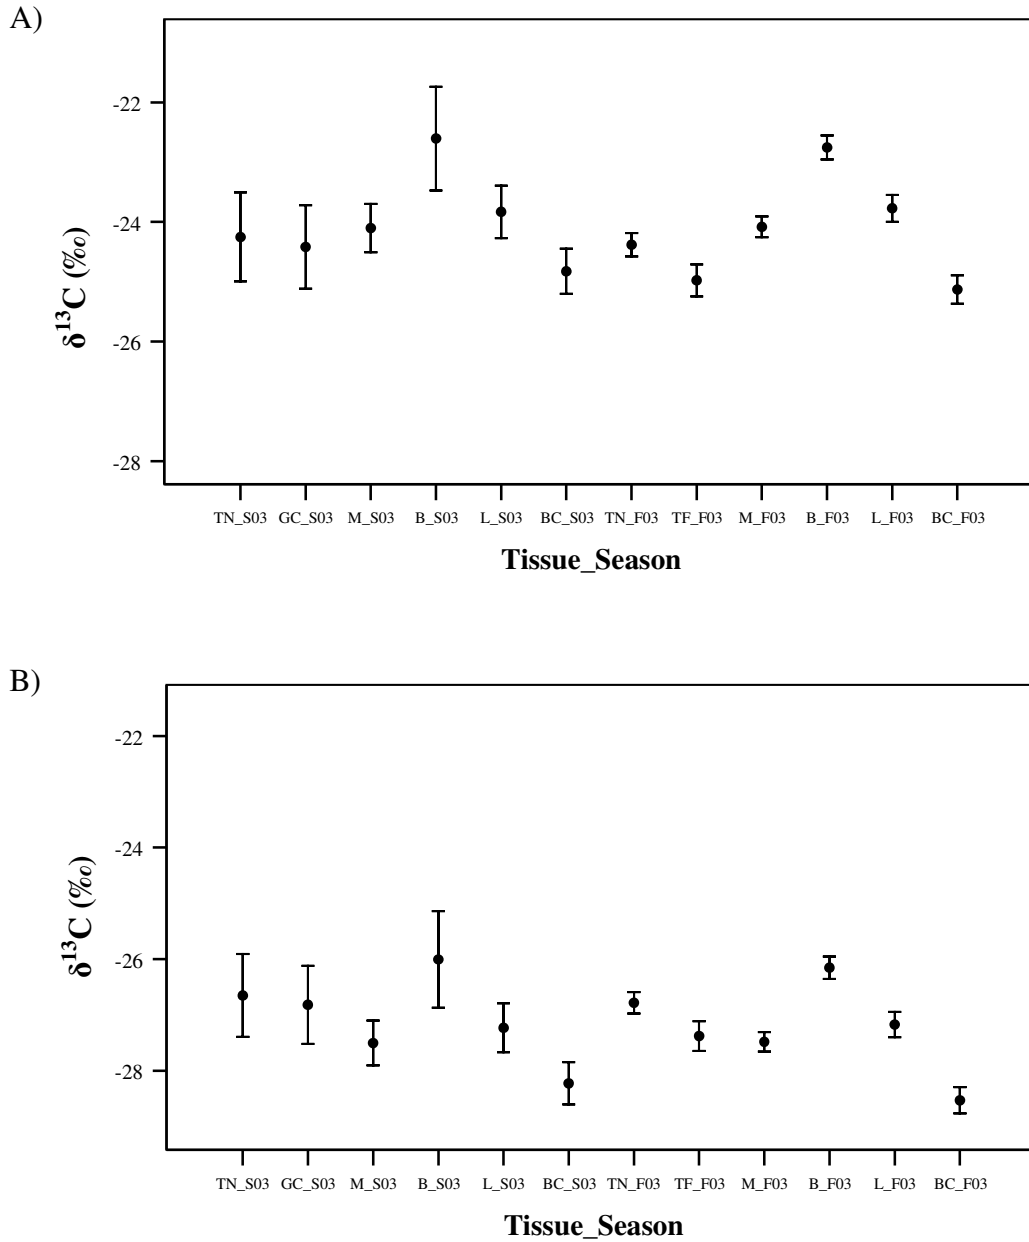 A)
-22
-24
-26
-28
δ¹³C (‰)
TN_S03 GC_S03 M_S03 B_S03 L_S03 BC_S03 TN_F03 TF_F03 M_F03 B_F03 L_F03 BC_F03
Tissue_Season
B)
-22
-24
-26
-28
δ¹³C (‰)
TN_S03 GC_S03 M_S03 B_S03 L_S03 BC_S03 TN_F03 TF_F03 M_F03 B_F03 L_F03 BC_F03
Tissue_Season